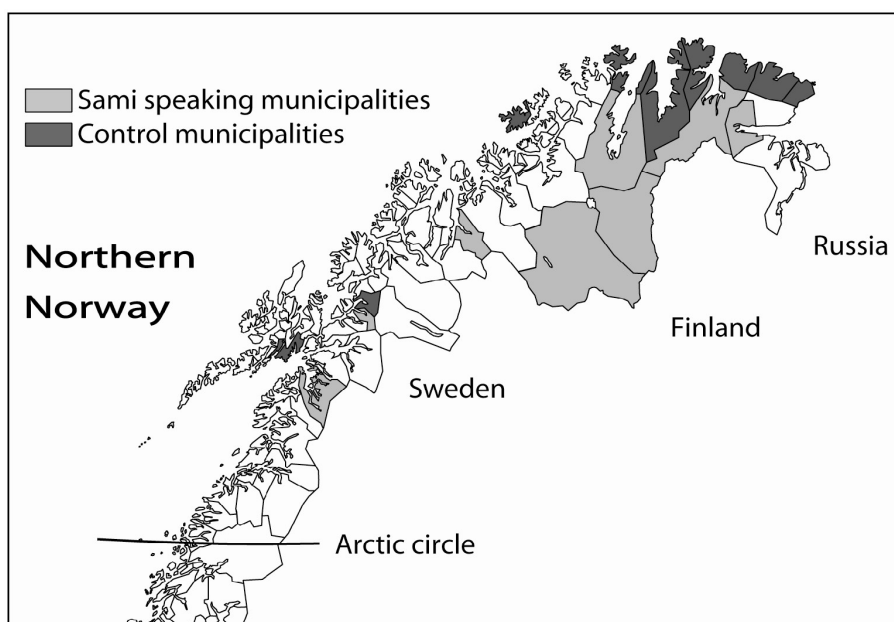 Sami speaking municipalities
Control municipalities
Northern
Norway
Russia
Finland
Sweden
Arctic circle